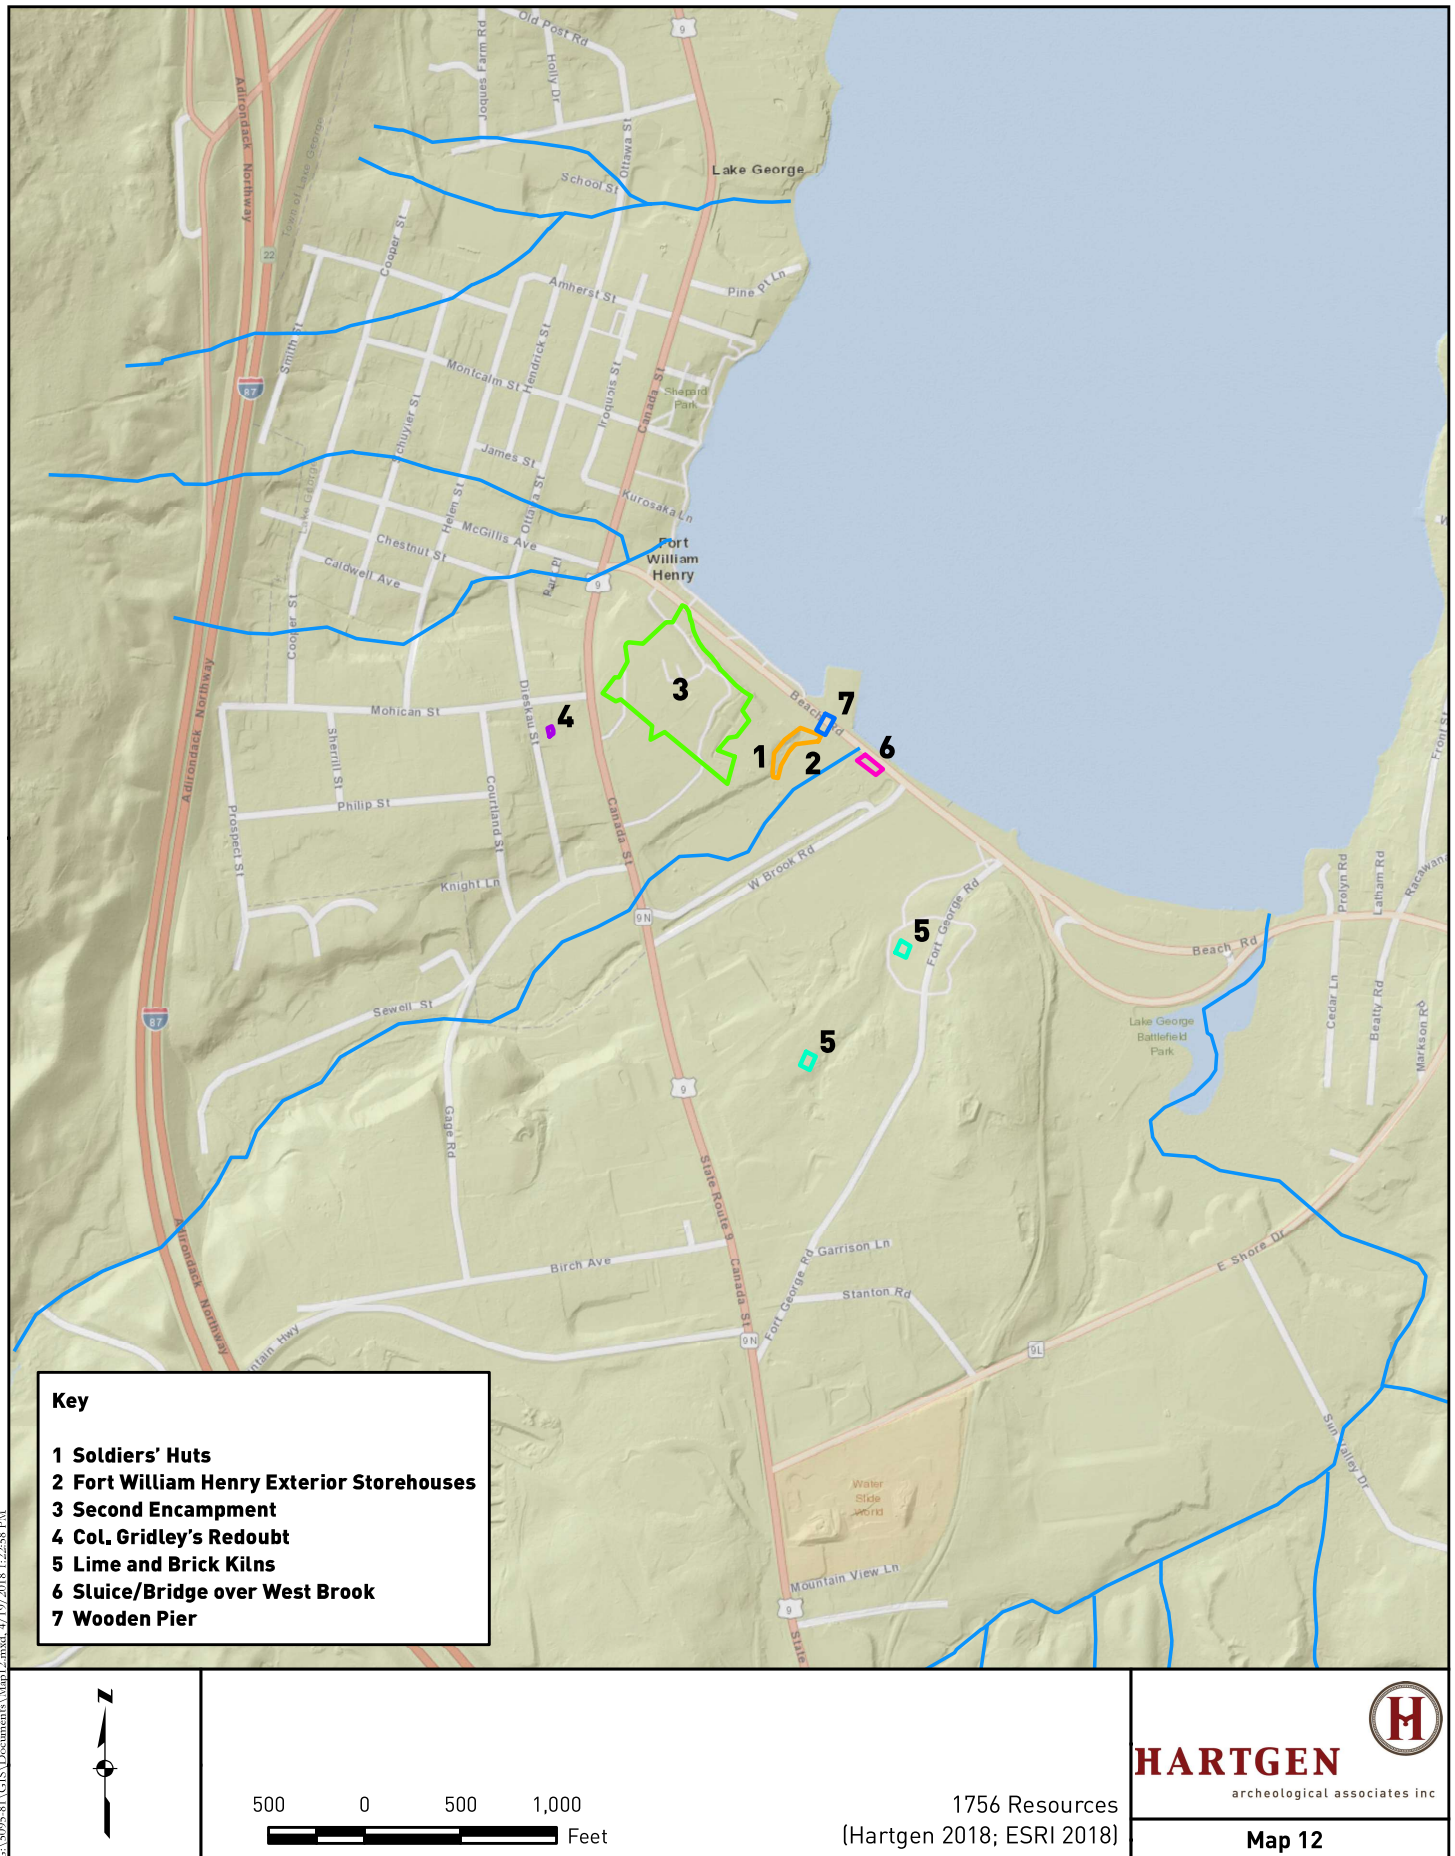 Old Post Rd
9
Joques Farm Rd
Holly Dr
Adirondack Northway
Town of Lake George
Ottawa St
Lake George
School St
Cooper St
22
Pine Pt Ln
Amherst St
Smith St
Hendrick St
Montcalm St
Iroquois St
Canada St
Shepard
Park
87
Schuyler St
James St
Lake George
Helen St
Ottawa St
Kurosaka Ln
McGillis Ave
Chestnut St
Caldwell Ave
Fort
William
Henry
9
Cooper St
Adirondack Northway
Dieskau St
Mohican St
Sherrill St
3
4
Beach Rd
7
1
2
6
Philip St
Prospect St
Courtland St
Canada St
Knight Ln
W Brook Rd
9N
Fort George Rd
5
Beach Rd
Prolyn Rd
Latham Rd
Front St
Sewell St
87
Lake George
Battlefield
Park
Cedar Ln
Beatty Rd
5
9
Gage Rd
State Route 9 Canada St
Adirondack Northway
Birch Ave
Garrison Ln
E Shore Dr
Fort George Rd
Stanton Rd
9N
9L
Sun Valley Dr
Water
Slide
World
Mountain View Ln
9
State
Key
1 Soldiers’ Huts
2 Fort William Henry Exterior Storehouses
3 Second Encampment
4 Col. Gridley’s Redoubt
5 Lime and Brick Kilns
6 Sluice/Bridge over West Brook
7 Wooden Pier
N
500 0 500 1,000
Feet
1756 Resources
(Hartgen 2018; ESRI 2018)
H
HARTGEN
archeological associates inc
Map 12